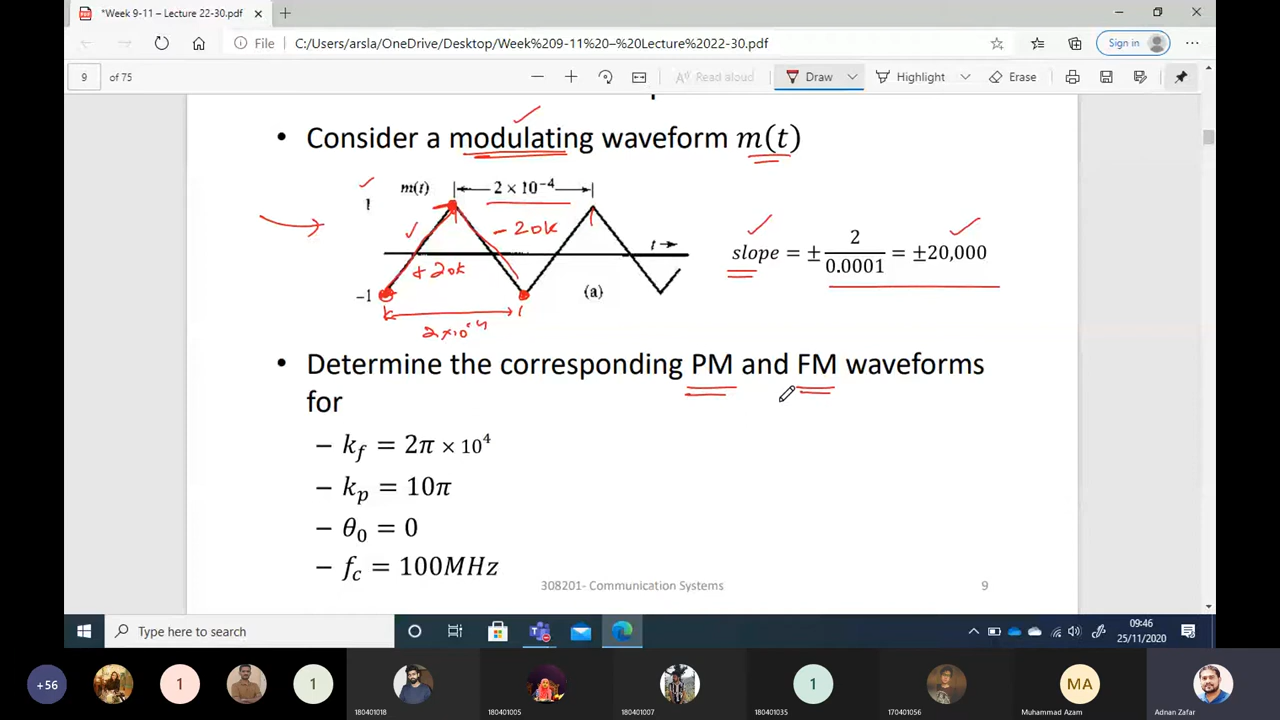 *Week 9-11 – Lecture 22-30.pdf
File C:/Users/arsla/OneDrive/Desktop/Week%209-11%20–%20Lecture%2022-30.pdf Sign in
9 of 75 Read aloud Draw Highlight Erase
• Consider a modulating waveform m(t)
1 m(t) 2 × 10⁻⁴
-20k
t
+20k
slope = ± 2/0.0001 = ±20,000
-1 (a)
2×10⁻⁴
• Determine the corresponding PM and FM waveforms
for
– k_f = 2π × 10⁴
– k_p = 10π
– θ₀ = 0
– f_c = 100MHz
308201- Communication Systems 9
Type here to search
09:46
25/11/2020
+56 1 1 1 MA
180401018 180401005 180401007 180401035 170401056 Muhammad Azam Adnan Zafar